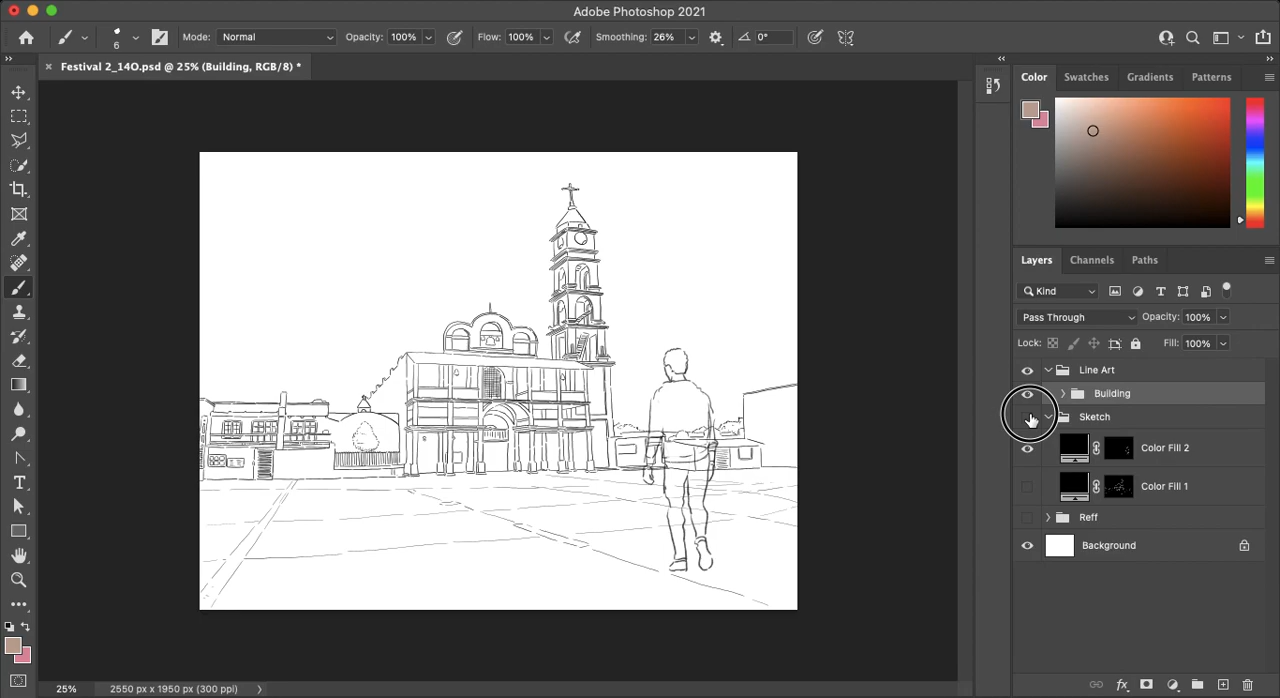 Adobe Photoshop 2021
6 Mode: Normal Opacity: 100% Flow: 100% Smoothing: 26% 0°
Festival 2_14O.psd @ 25% (Building, RGB/8) *
Color Swatches Gradients Patterns
Layers Channels Paths
Kind
Pass Through Opacity: 100%
Lock: Fill: 100%
Line Art
Building
Sketch
Color Fill 2
Color Fill 1
Reff
Background
25% 2550 px x 1950 px (300 ppi)